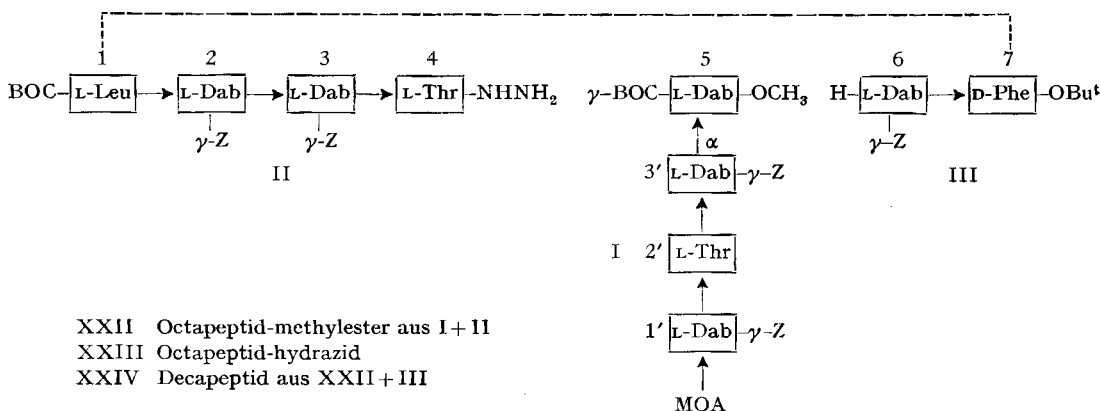 1 2 3 4 5 6 7
BOC– L-Leu L-Dab L-Dab L-Thr –NHNH₂ γ–BOC– L-Dab –OCH₃ H– L-Dab D-Phe –OBuᵗ
γ–Z γ–Z α γ–Z
II 3′ L-Dab –γ–Z III
I 2′ L-Thr
XXII Octapeptid-methylester aus I+II
1′ L-Dab –γ–Z
XXIII Octapeptid-hydrazid
XXIV Decapeptid aus XXII+III
MOA